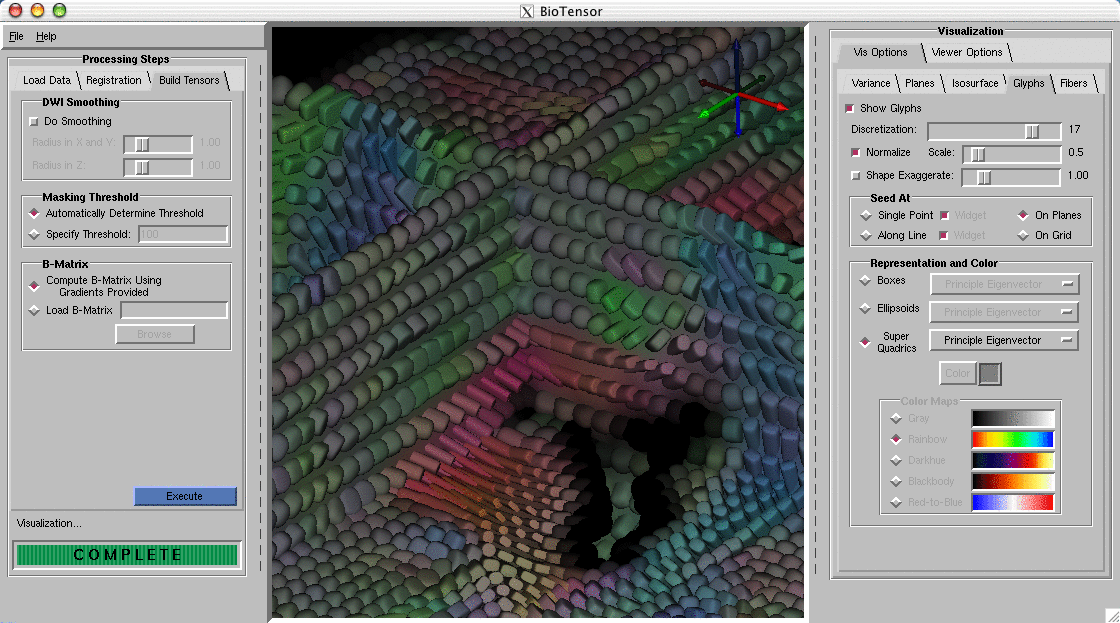 X BioTensor
File Help
Processing Steps
Load Data Registration Build Tensors
DWI Smoothing
Do Smoothing
Radius in X and Y: 1.00
Radius in Z: 1.00
Masking Threshold
Automatically Determine Threshold
Specify Threshold: 100
B-Matrix
Compute B-Matrix Using
Gradients Provided
Load B-Matrix
Browse
Execute
Visualization...
COMPLETE
Visualization
Vis Options Viewer Options
Variance Planes Isosurface Glyphs Fibers
Show Glyphs
Discretization: 17
Normalize Scale: 0.5
Shape Exaggerate: 1.00
Seed At
Single Point Widget On Planes
Along Line Widget On Grid
Representation and Color
Boxes Principle Eigenvector
Ellipsoids Principle Eigenvector
Super
Quadrics Principle Eigenvector
Color
Color Maps
Gray
Rainbow
Darkhue
Blackbody
Red-to-Blue